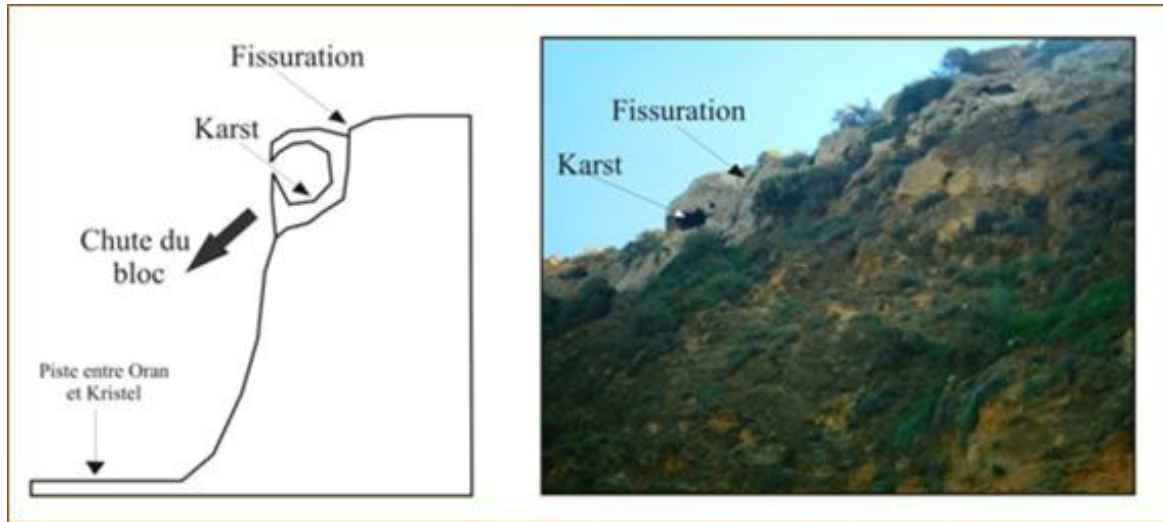 Fissuration
Karst
Chute du
bloc
Piste entre Oran
et Kristel
Fissuration
Karst